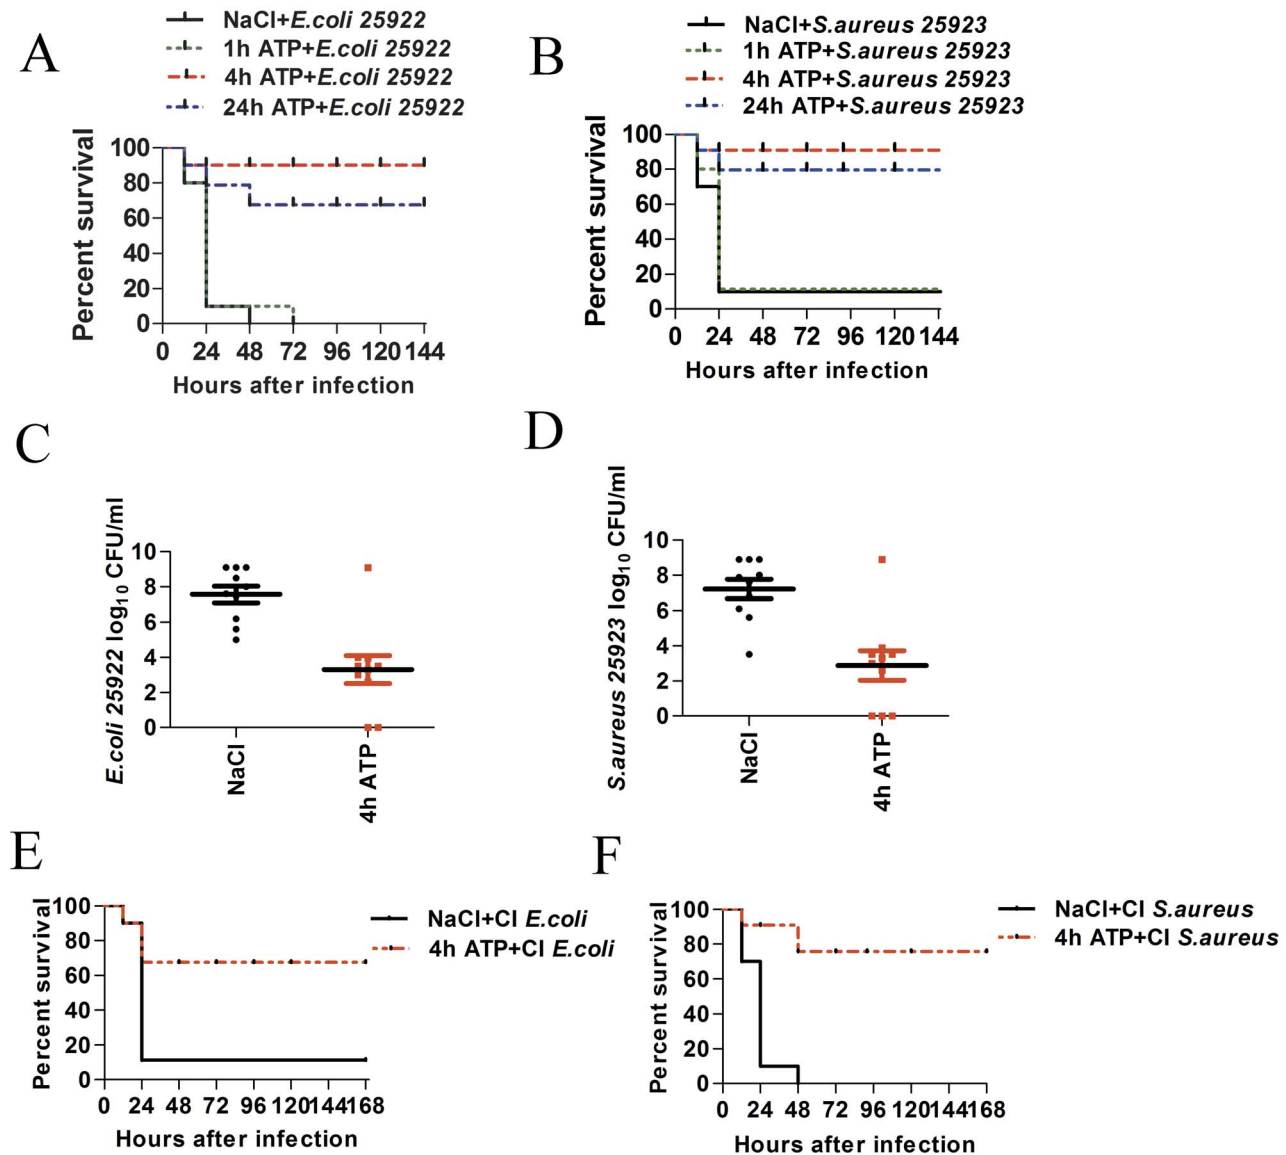 A
NaCl+E.coli 25922
1h ATP+E.coli 25922
4h ATP+E.coli 25922
24h ATP+E.coli 25922
Percent survival
100
80
60
40
20
0
0 24 48 72 96 120 144
Hours after infection
B
NaCl+S.aureus 25923
1h ATP+S.aureus 25923
4h ATP+S.aureus 25923
24h ATP+S.aureus 25923
Percent survival
100
80
60
40
20
0
0 24 48 72 96 120 144
Hours after infection
C
E.coli 25922 log10 CFU/ml
10
8
6
4
2
0
NaCl
4h ATP
D
S.aureus 25923 log10 CFU/ml
10
8
6
4
2
0
NaCl
4h ATP
E
NaCl+CI E.coli
4h ATP+CI E.coli
Percent survival
100
80
60
40
20
0
0 24 48 72 96 120 144 168
Hours after infection
F
NaCl+CI S.aureus
4h ATP+CI S.aureus
Percent survival
100
80
60
40
20
0
0 24 48 72 96 120 144 168
Hours after infection